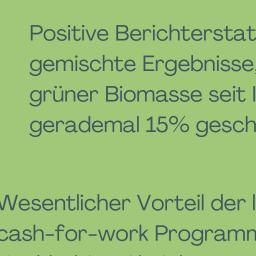 Positive Berichterstat
gemischte Ergebnisse,
grüner Biomasse seit
gerademal 15% gesch
Wesentlicher Vorteil der
cash-for-work Programm